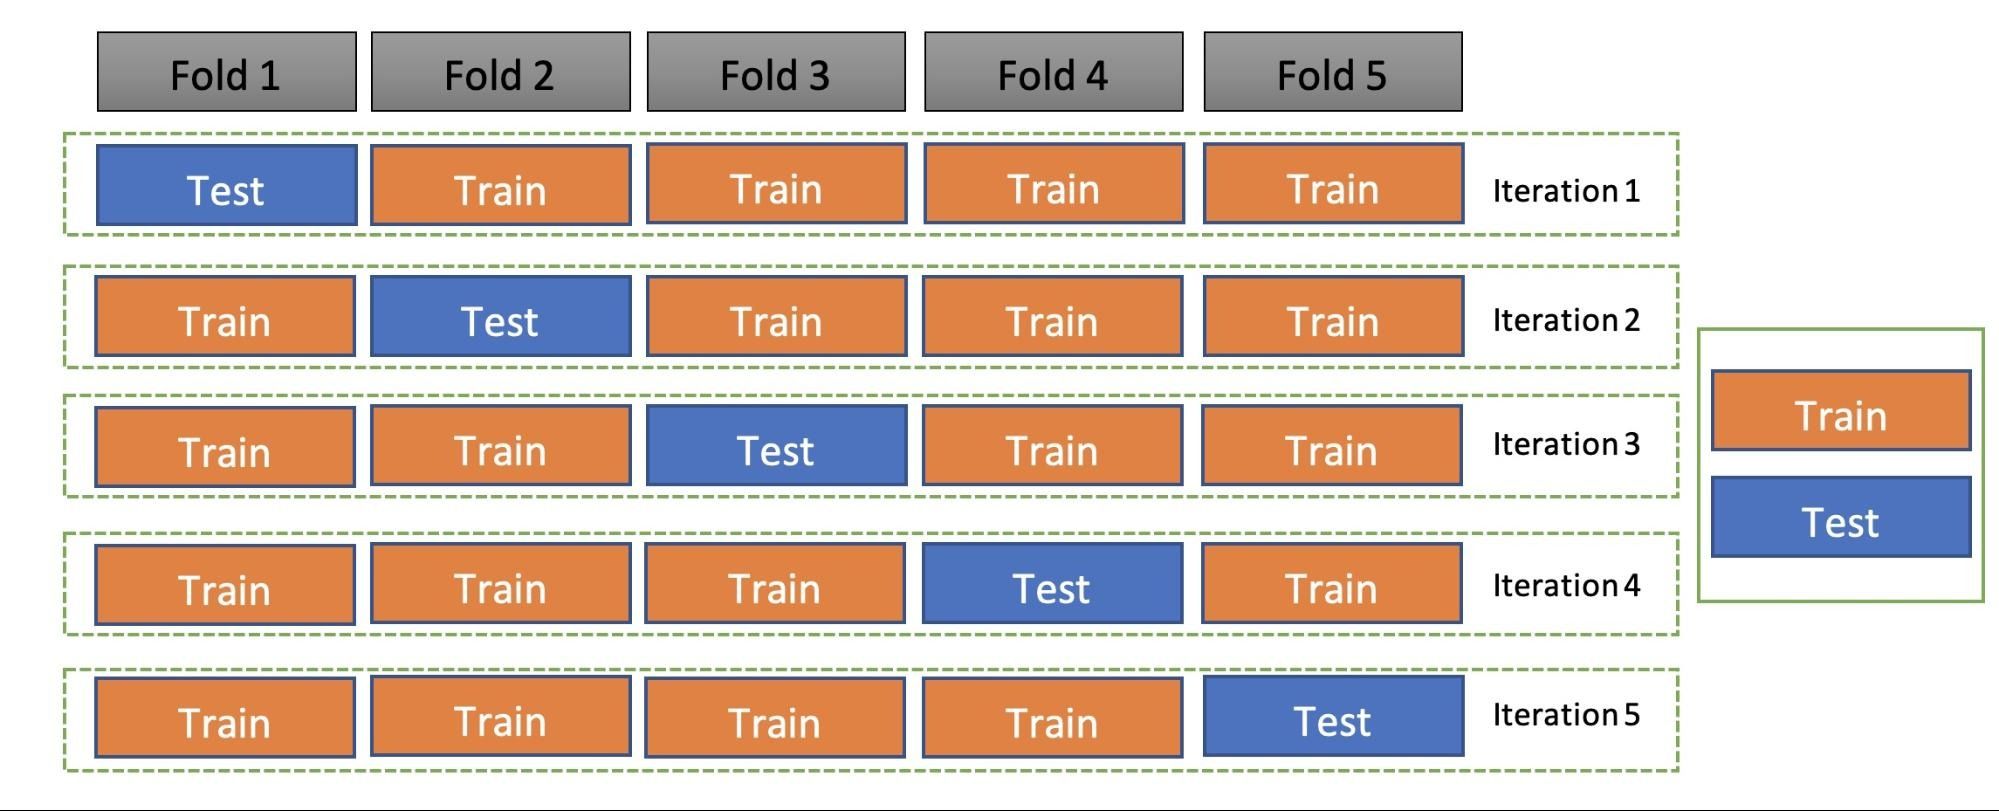 Fold 1 Fold 2 Fold 3 Fold 4 Fold 5
Test Train Train Train Train Iteration 1
Train Test Train Train Train Iteration 2
Train Train Test Train Train Iteration 3
Train Train Train Test Train Iteration 4
Train Train Train Train Test Iteration 5
Train
Test